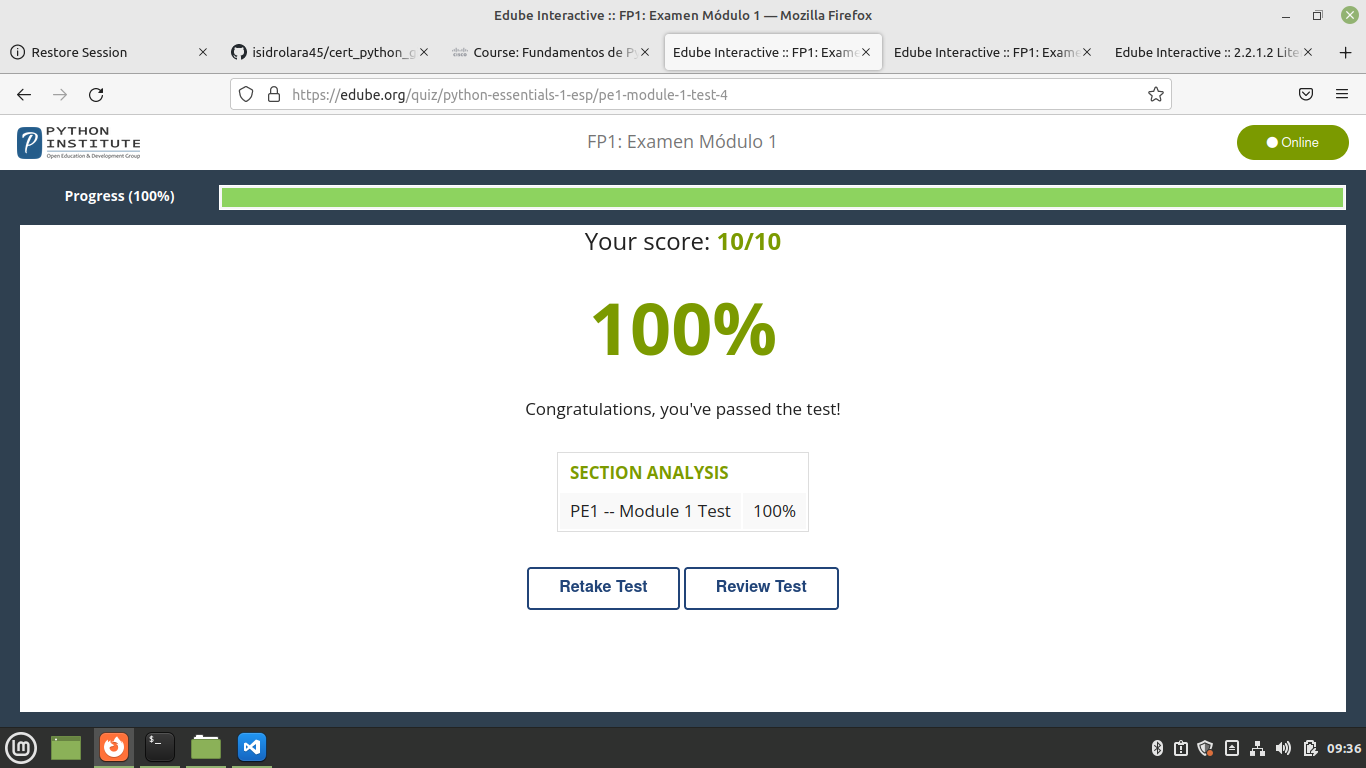 Edube Interactive :: FP1: Examen Módulo 1 — Mozilla Firefox
Restore Session
isidrolara45/cert_python_g
Course: Fundamentos de Py
Edube Interactive :: FP1: Exame
Edube Interactive :: FP1: Exame
Edube Interactive :: 2.2.1.2 Lite
https://edube.org/quiz/python-essentials-1-esp/pe1-module-1-test-4
PYTHON
INSTITUTE
Open Education & Development Group
FP1: Examen Módulo 1
Online
Progress (100%)
Your score: 10/10
100%
Congratulations, you've passed the test!
SECTION ANALYSIS
PE1 -- Module 1 Test 100%
Retake Test
Review Test
09:36